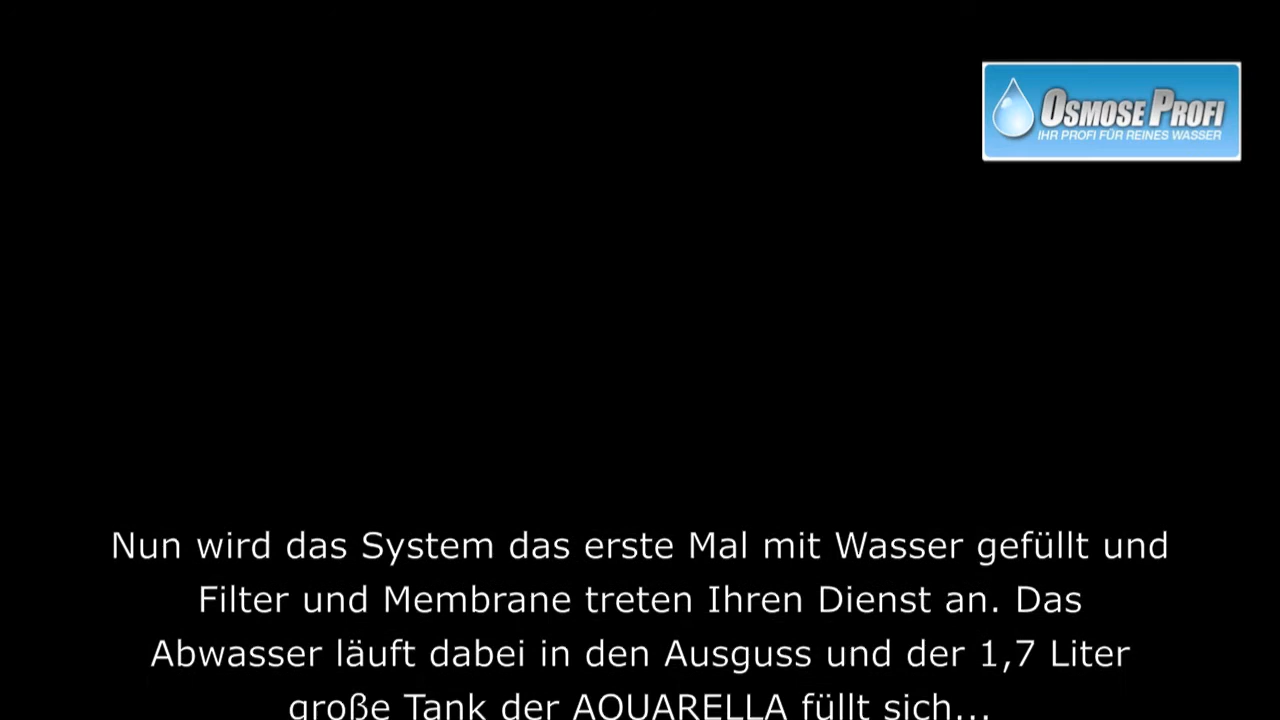 OSMOSE PROFI
IHR PROFI FÜR REINES WASSER
Nun wird das System das erste Mal mit Wasser gefüllt und
Filter und Membrane treten Ihren Dienst an. Das
Abwasser läuft dabei in den Ausguss und der 1,7 Liter
große Tank der AQUARELLA füllt sich...